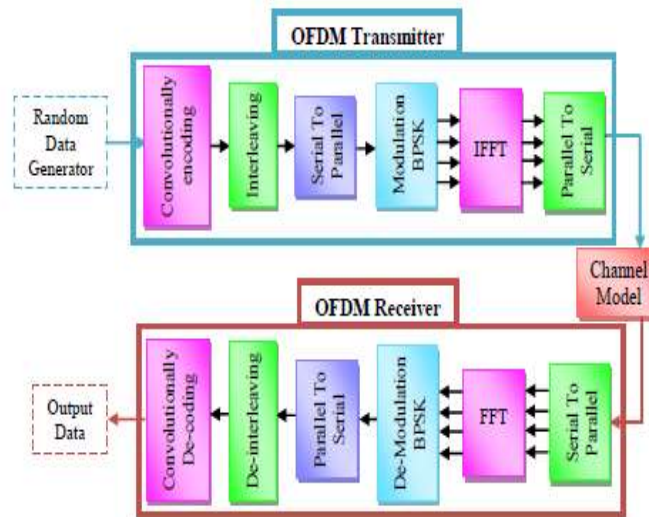 OFDM Transmitter
Random
Data
Generator
Convolutionally
encoding
Interleaving
Serial To
Parallel
Modulation
BPSK
IFFT
Parallel To
Serial
Channel
Model
OFDM Receiver
Output
Data
Convolutionally
De-coding
De-interleaving
Parallel To
Serial
De-Modulation
BPSK
FFT
Serial To
Parallel